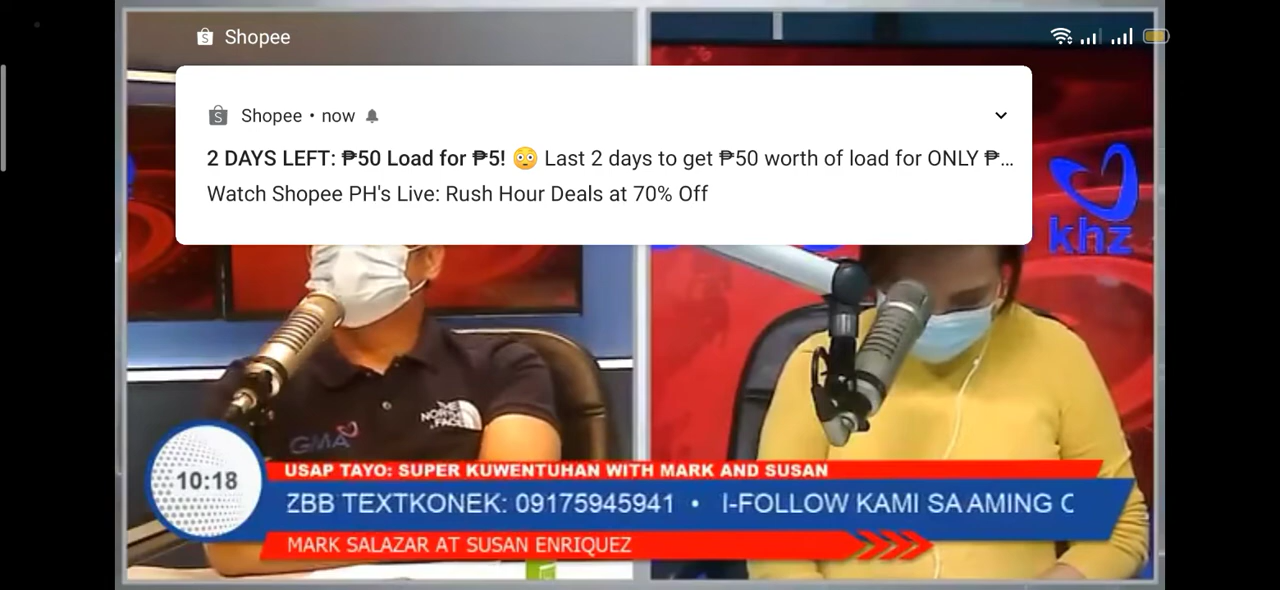 Shopee
Shopee • now
2 DAYS LEFT: ₱50 Load for ₱5! 😳 Last 2 days to get ₱50 worth of load for ONLY ₱...
Watch Shopee PH's Live: Rush Hour Deals at 70% Off
khz
THE
NORTH
FACE
GMA
10:18
USAP TAYO: SUPER KUWENTUHAN WITH MARK AND SUSAN
ZBB TEXTKONEK: 09175945941 • I-FOLLOW KAMI SA AMING
MARK SALAZAR AT SUSAN ENRIQUEZ